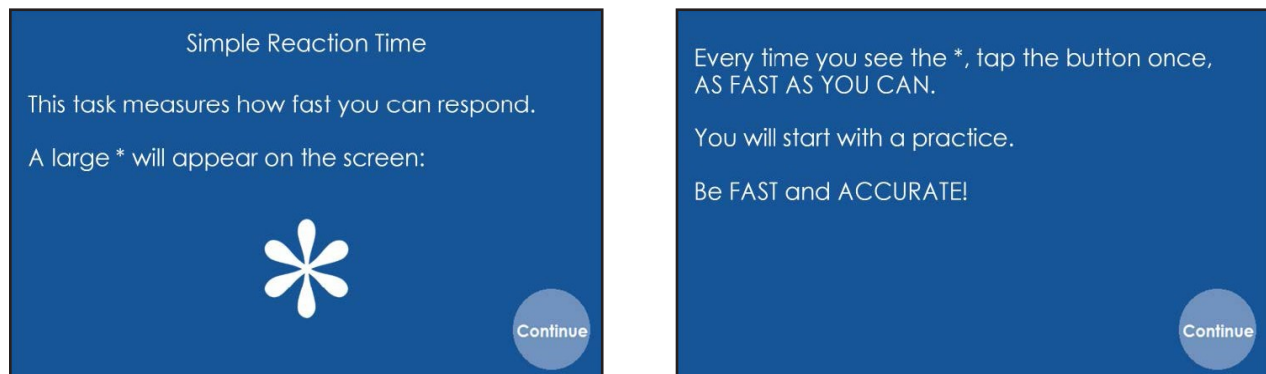 Simple Reaction Time
This task measures how fast you can respond.
A large * will appear on the screen:
*
Continue
Every time you see the *, tap the button once,
AS FAST AS YOU CAN.
You will start with a practice.
Be FAST and ACCURATE!
Continue